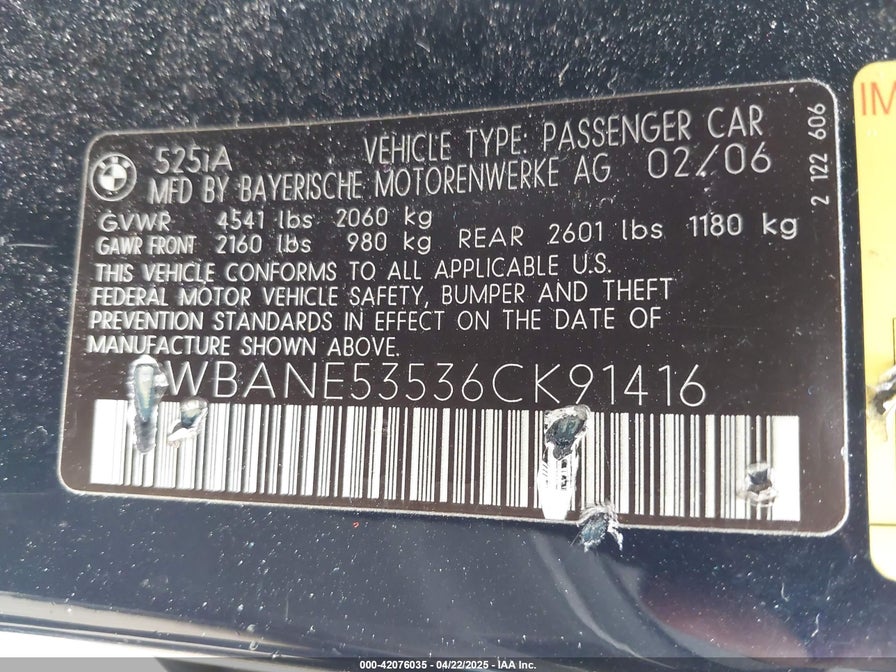 BMW
525iA VEHICLE TYPE: PASSENGER CAR
MFD BY BAYERISCHE MOTORENWERKE AG 02/06
GVWR 4541 lbs 2060 kg
GAWR FRONT 2160 lbs 980 kg REAR 2601 lbs 1180 kg
THIS VEHICLE CONFORMS TO ALL APPLICABLE U.S.
FEDERAL MOTOR VEHICLE SAFETY, BUMPER AND THEFT
PREVENTION STANDARDS IN EFFECT ON THE DATE OF
MANUFACTURE SHOWN ABOVE.
WBANE53536CK91416
2 122 606
IM
000-42076035 - 04/22/2025 - IAA Inc.